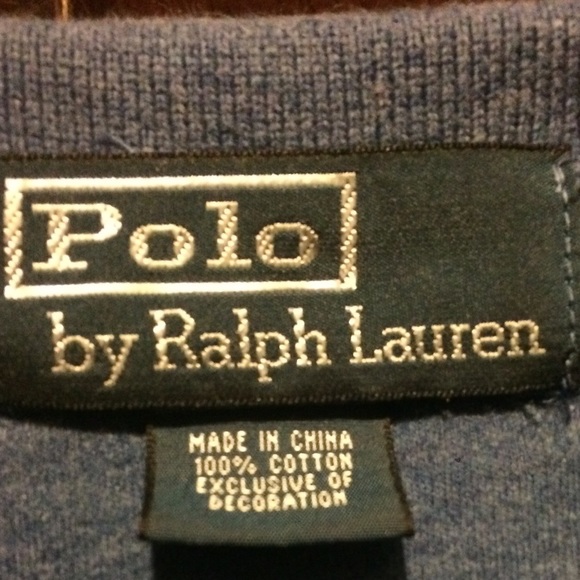 Polo
by Ralph Lauren
MADE IN CHINA
100% COTTON
EXCLUSIVE OF
DECORATION